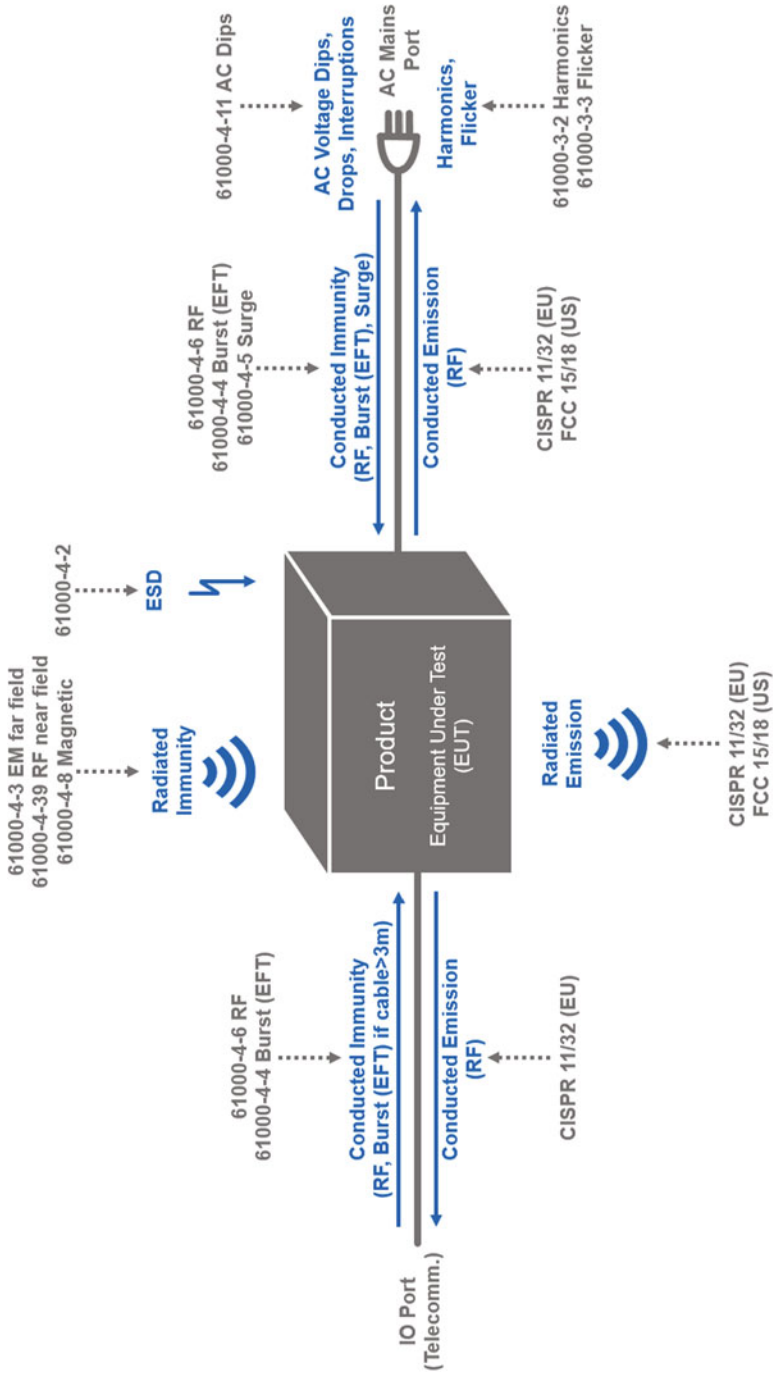 61000-4-3 EM far field
61000-4-39 RF near field
61000-4-8 Magnetic
Radiated
Immunity
61000-4-2
ESD
61000-4-6 RF
61000-4-4 Burst (EFT)
61000-4-5 Surge
Conducted Immunity
(RF, Burst (EFT), Surge)
61000-4-11 AC Dips
AC Voltage Dips,
Drops, Interruptions
AC Mains
Port
61000-4-6 RF
61000-4-4 Burst (EFT)
Conducted Immunity
(RF, Burst (EFT) if cable>3m)
IO Port
(Telecomm.)
Conducted Emission
(RF)
CISPR 11/32 (EU)
Product
Equipment Under Test
(EUT)
Radiated
Emission
CISPR 11/32 (EU)
FCC 15/18 (US)
Conducted Emission
(RF)
CISPR 11/32 (EU)
FCC 15/18 (US)
Harmonics,
Flicker
61000-3-2 Harmonics
61000-3-3 Flicker